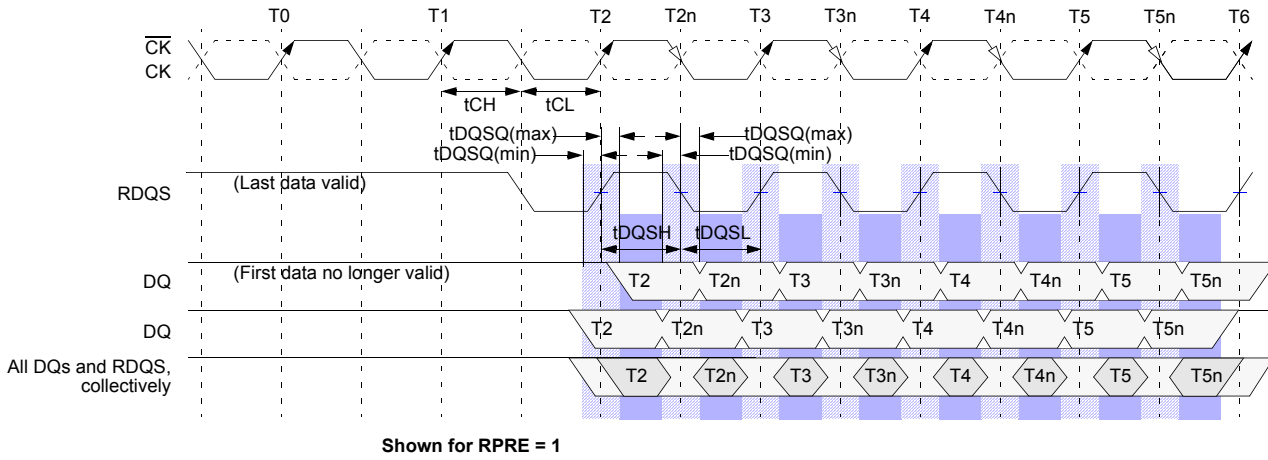 T0 T1 T2 T2n T3 T3n T4 T4n T5 T5n T6
CK
CK
tCH tCL
tDQSQ(max) tDQSQ(max)
tDQSQ(min) tDQSQ(min)
RDQS (Last data valid)
tDQSH tDQSL
DQ (First data no longer valid) T2 T2n T3 T3n T4 T4n T5 T5n
DQ T2 T2n T3 T3n T4 T4n T5 T5n
All DQs and RDQS,
collectively T2 T2n T3 T3n T4 T4n T5 T5n
Shown for RPRE = 1